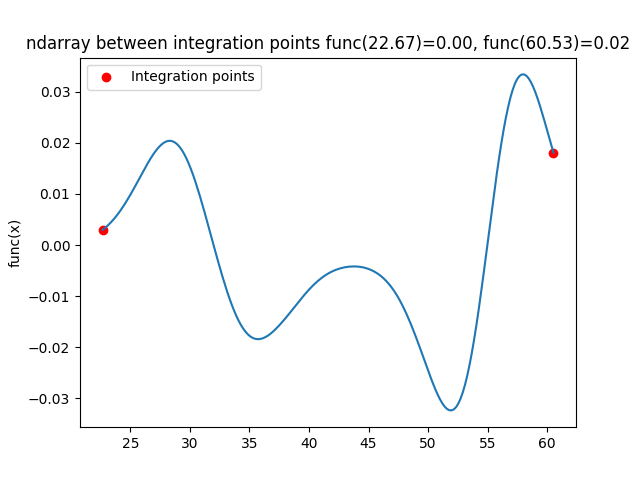 ndarray between integration points func(22.67)=0.00, func(60.53)=0.02
Integration points
func(x)
0.03
0.02
0.01
0.00
−0.01
−0.02
−0.03
25 30 35 40 45 50 55 60